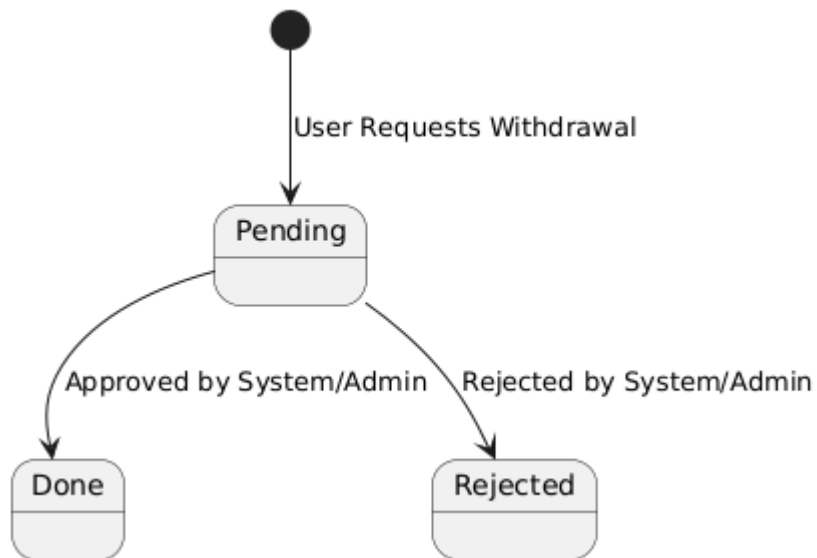 User Requests Withdrawal
Pending
Approved by System/Admin
Rejected by System/Admin
Done
Rejected